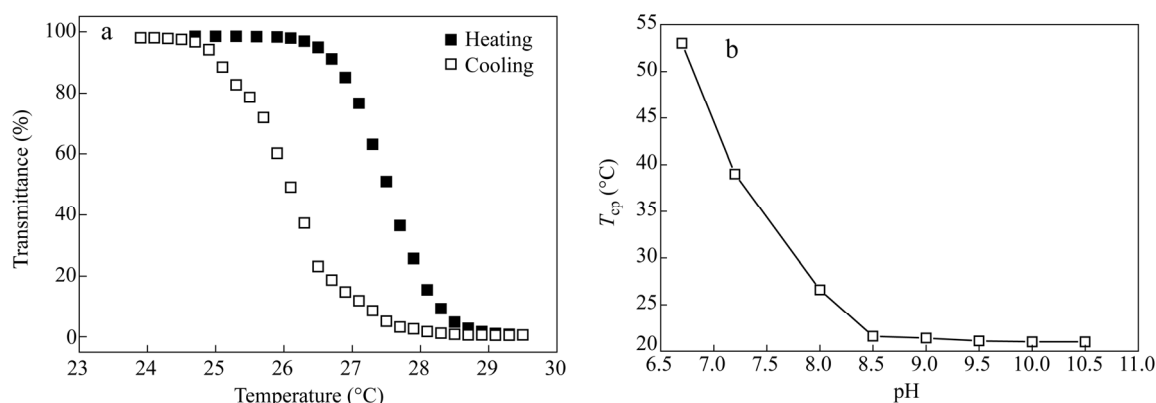 a
Heating
Cooling
100
80
60
40
20
0
Transmittance (%)
23 24 25 26 27 28 29 30
Temperature (°C)
b
55
50
45
40
35
30
25
20
T_cp (°C)
6.5 7.0 7.5 8.0 8.5 9.0 9.5 10.0 10.5 11.0
pH